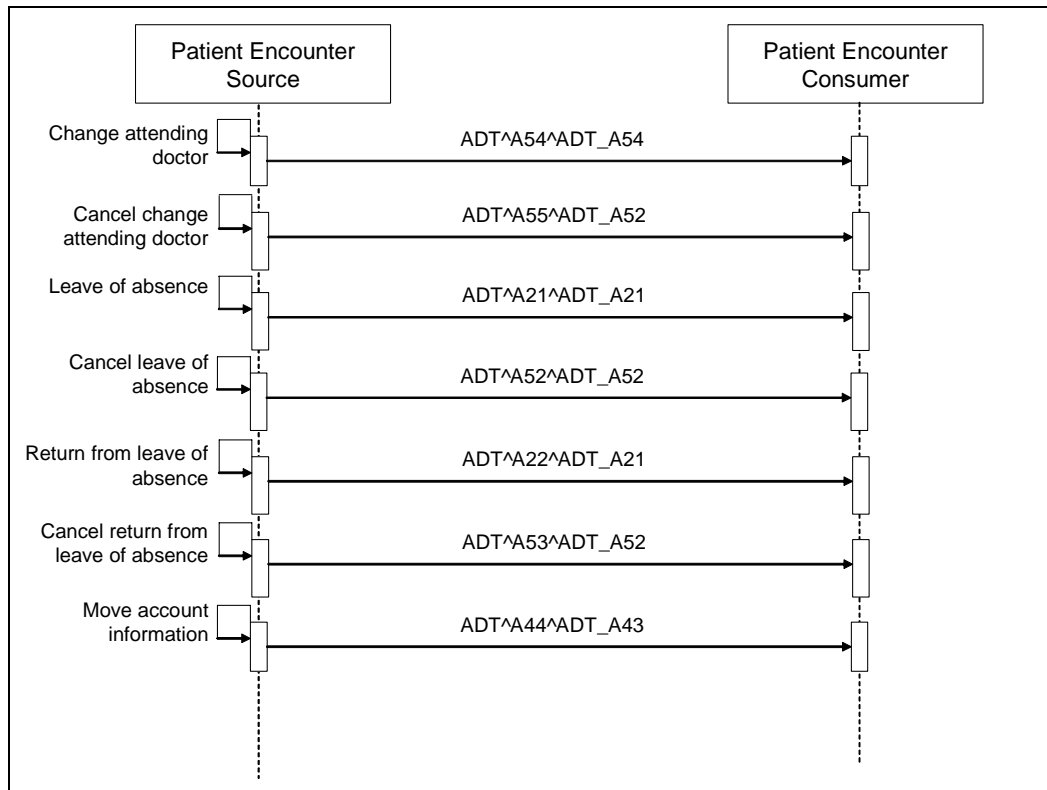 Patient Encounter
Source
Patient Encounter
Consumer
Change attending
doctor
ADT^A54^ADT_A54
Cancel change
attending doctor
ADT^A55^ADT_A52
Leave of absence
ADT^A21^ADT_A21
Cancel leave of
absence
ADT^A52^ADT_A52
Return from leave of
absence
ADT^A22^ADT_A21
Cancel return from
leave of absence
ADT^A53^ADT_A52
Move account
information
ADT^A44^ADT_A43